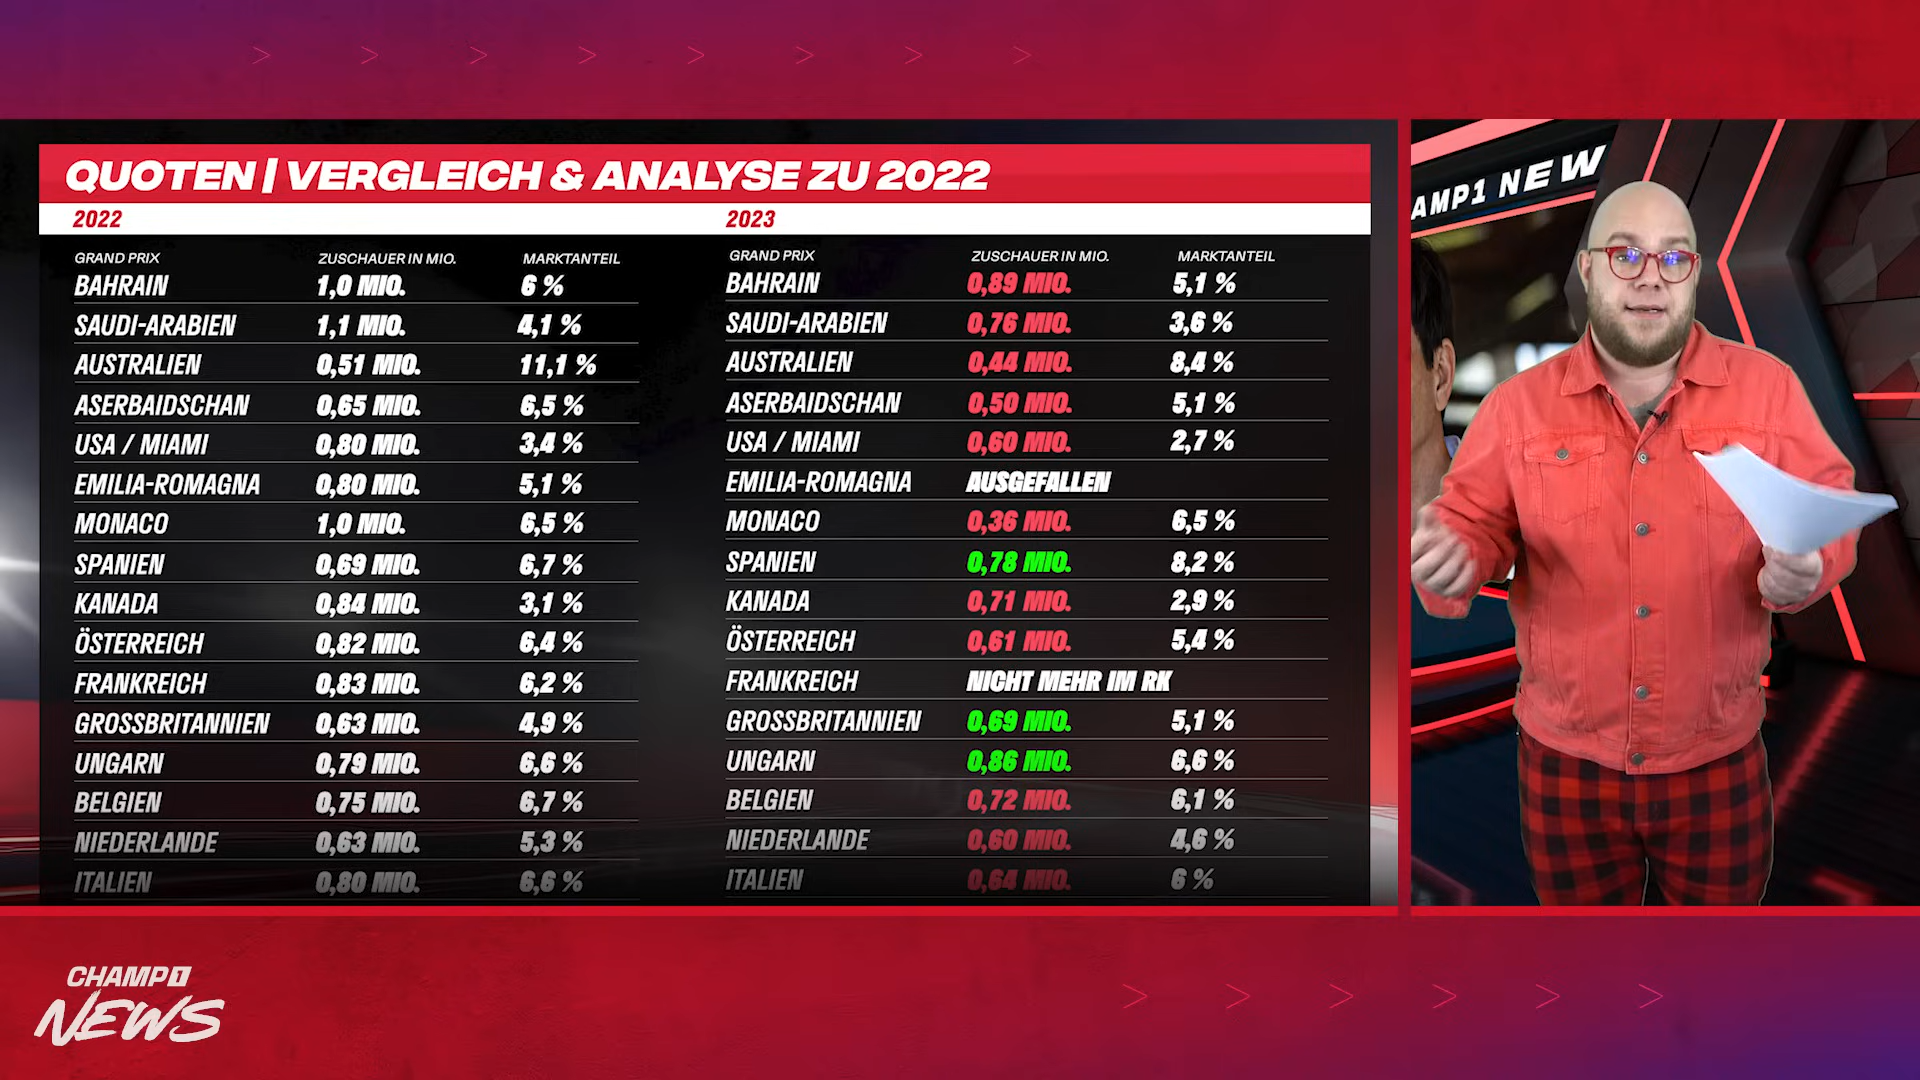 QUOTEN | VERGLEICH & ANALYSE ZU 2022
2022
GRAND PRIX ZUSCHAUER IN MIO. MARKTANTEIL
BAHRAIN 1,0 MIO. 6 %
SAUDI-ARABIEN 1,1 MIO. 4,1 %
AUSTRALIEN 0,51 MIO. 11,1 %
ASERBAIDSCHAN 0,65 MIO. 6,5 %
USA / MIAMI 0,80 MIO. 3,4 %
EMILIA-ROMAGNA 0,80 MIO. 5,1 %
MONACO 1,0 MIO. 6,5 %
SPANIEN 0,69 MIO. 6,7 %
KANADA 0,84 MIO. 3,1 %
ÖSTERREICH 0,82 MIO. 6,4 %
FRANKREICH 0,83 MIO. 6,2 %
GROSSBRITANNIEN 0,63 MIO. 4,9 %
UNGARN 0,79 MIO. 6,6 %
BELGIEN 0,75 MIO. 6,7 %
NIEDERLANDE 0,63 MIO. 5,3 %
ITALIEN 0,80 MIO. 6,6 %
2023
GRAND PRIX ZUSCHAUER IN MIO. MARKTANTEIL
BAHRAIN 0,89 MIO. 5,1 %
SAUDI-ARABIEN 0,76 MIO. 3,6 %
AUSTRALIEN 0,44 MIO. 8,4 %
ASERBAIDSCHAN 0,50 MIO. 5,1 %
USA / MIAMI 0,60 MIO. 2,7 %
EMILIA-ROMAGNA AUSGEFALLEN
MONACO 0,36 MIO. 6,5 %
SPANIEN 0,78 MIO. 8,2 %
KANADA 0,71 MIO. 2,9 %
ÖSTERREICH 0,61 MIO. 5,4 %
FRANKREICH NICHT MEHR IM RK
GROSSBRITANNIEN 0,69 MIO. 5,1 %
UNGARN 0,86 MIO. 6,6 %
BELGIEN 0,72 MIO. 6,1 %
NIEDERLANDE 0,60 MIO. 4,6 %
ITALIEN 0,64 MIO. 6 %
AMP1 NEW
CHAMP1
NEWS